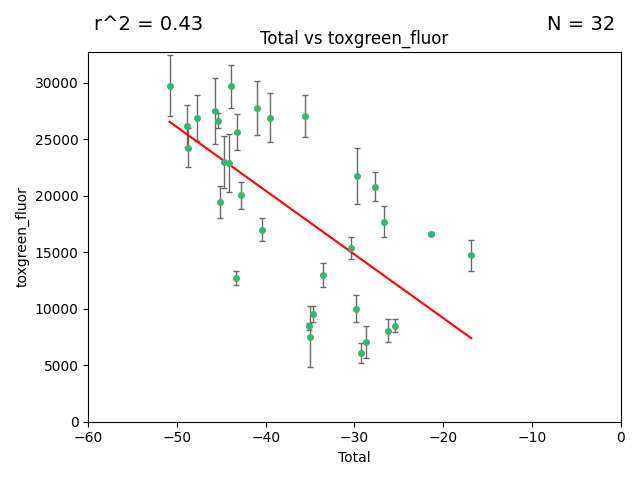 r^2 = 0.43
N = 32
Total vs toxgreen_fluor
30000
25000
20000
15000
10000
5000
0
toxgreen_fluor
−60
−50
−40
−30
−20
−10
0
Total